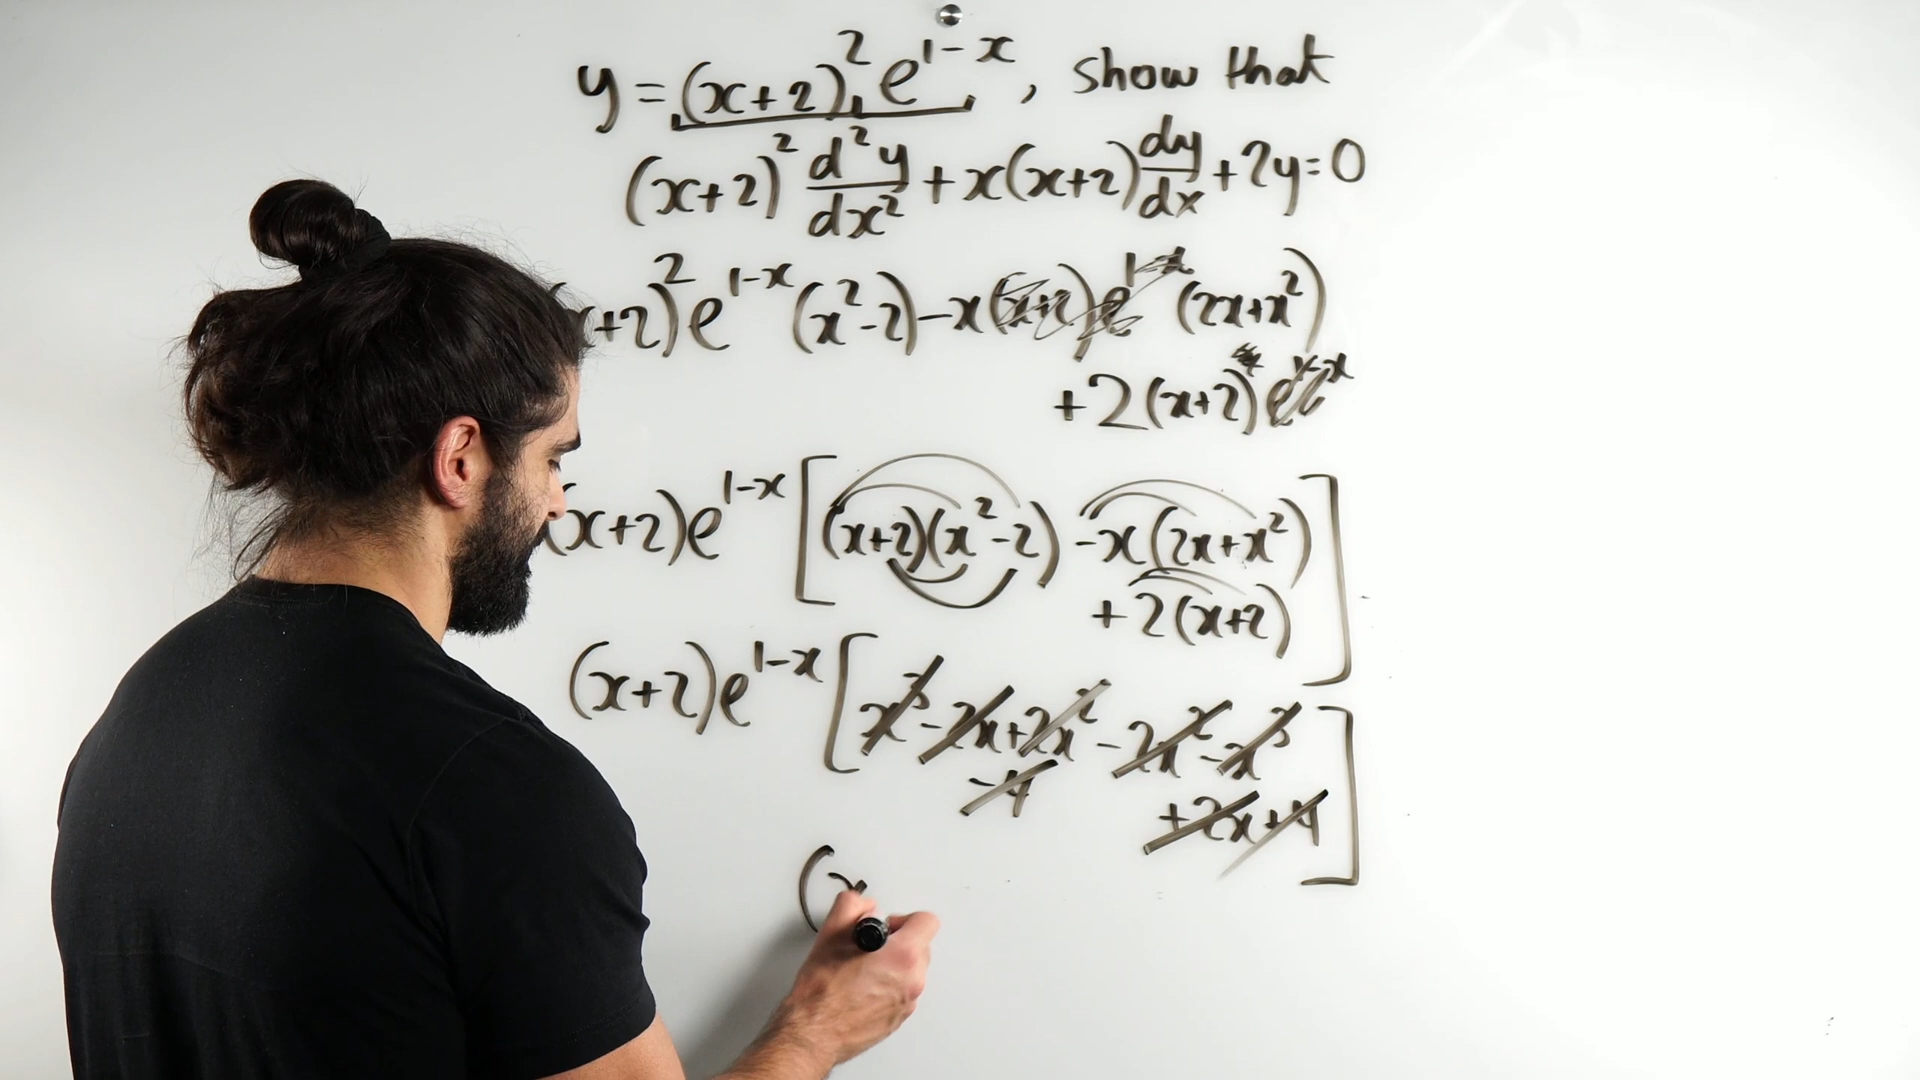 y = (x+2)² e^(1-x) , show that
(x+2)² d²y/dx² + x(x+2) dy/dx + 2y = 0
x+2)² e^(1-x) (x²-2) - x(x+2) e^(1-x) (2x+x²)
+ 2(x+2) e^(1-x)
(x+2) e^(1-x) [(x+2)(x²-2) - x(2x+x²)
+ 2(x+2)]
(x+2) e^(1-x) [x³ - 2x + 2x² - 2x² - x³
-4 + 2x + 4]
(x